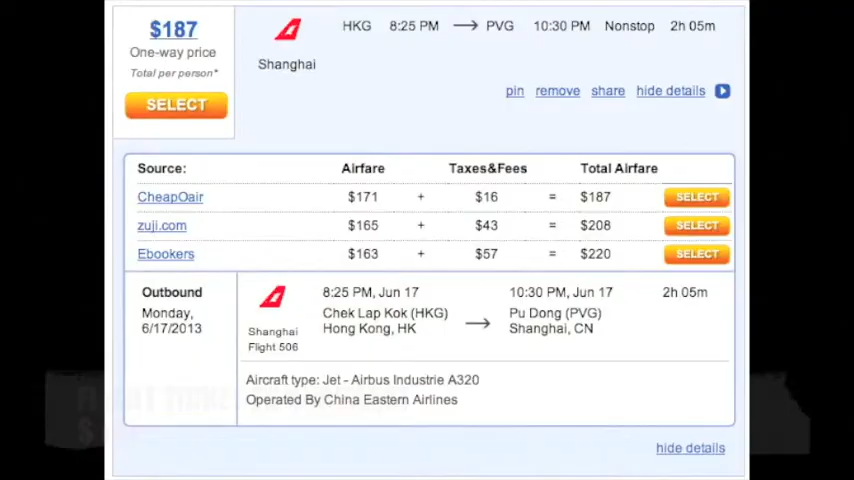 $187
One-way price
Total per person*
SELECT
Shanghai
HKG 8:25 PM PVG 10:30 PM Nonstop 2h 05m
pin remove share hide details
Source: Airfare Taxes&Fees Total Airfare
CheapOair $171 + $16 = $187 SELECT
zuji.com $165 + $43 = $208 SELECT
Ebookers $163 + $57 = $220 SELECT
Outbound
Monday,
6/17/2013
Shanghai
Flight 506
8:25 PM, Jun 17 10:30 PM, Jun 17 2h 05m
Chek Lap Kok (HKG) Pu Dong (PVG)
Hong Kong, HK Shanghai, CN
Aircraft type: Jet - Airbus Industrie A320
Operated By China Eastern Airlines
hide details